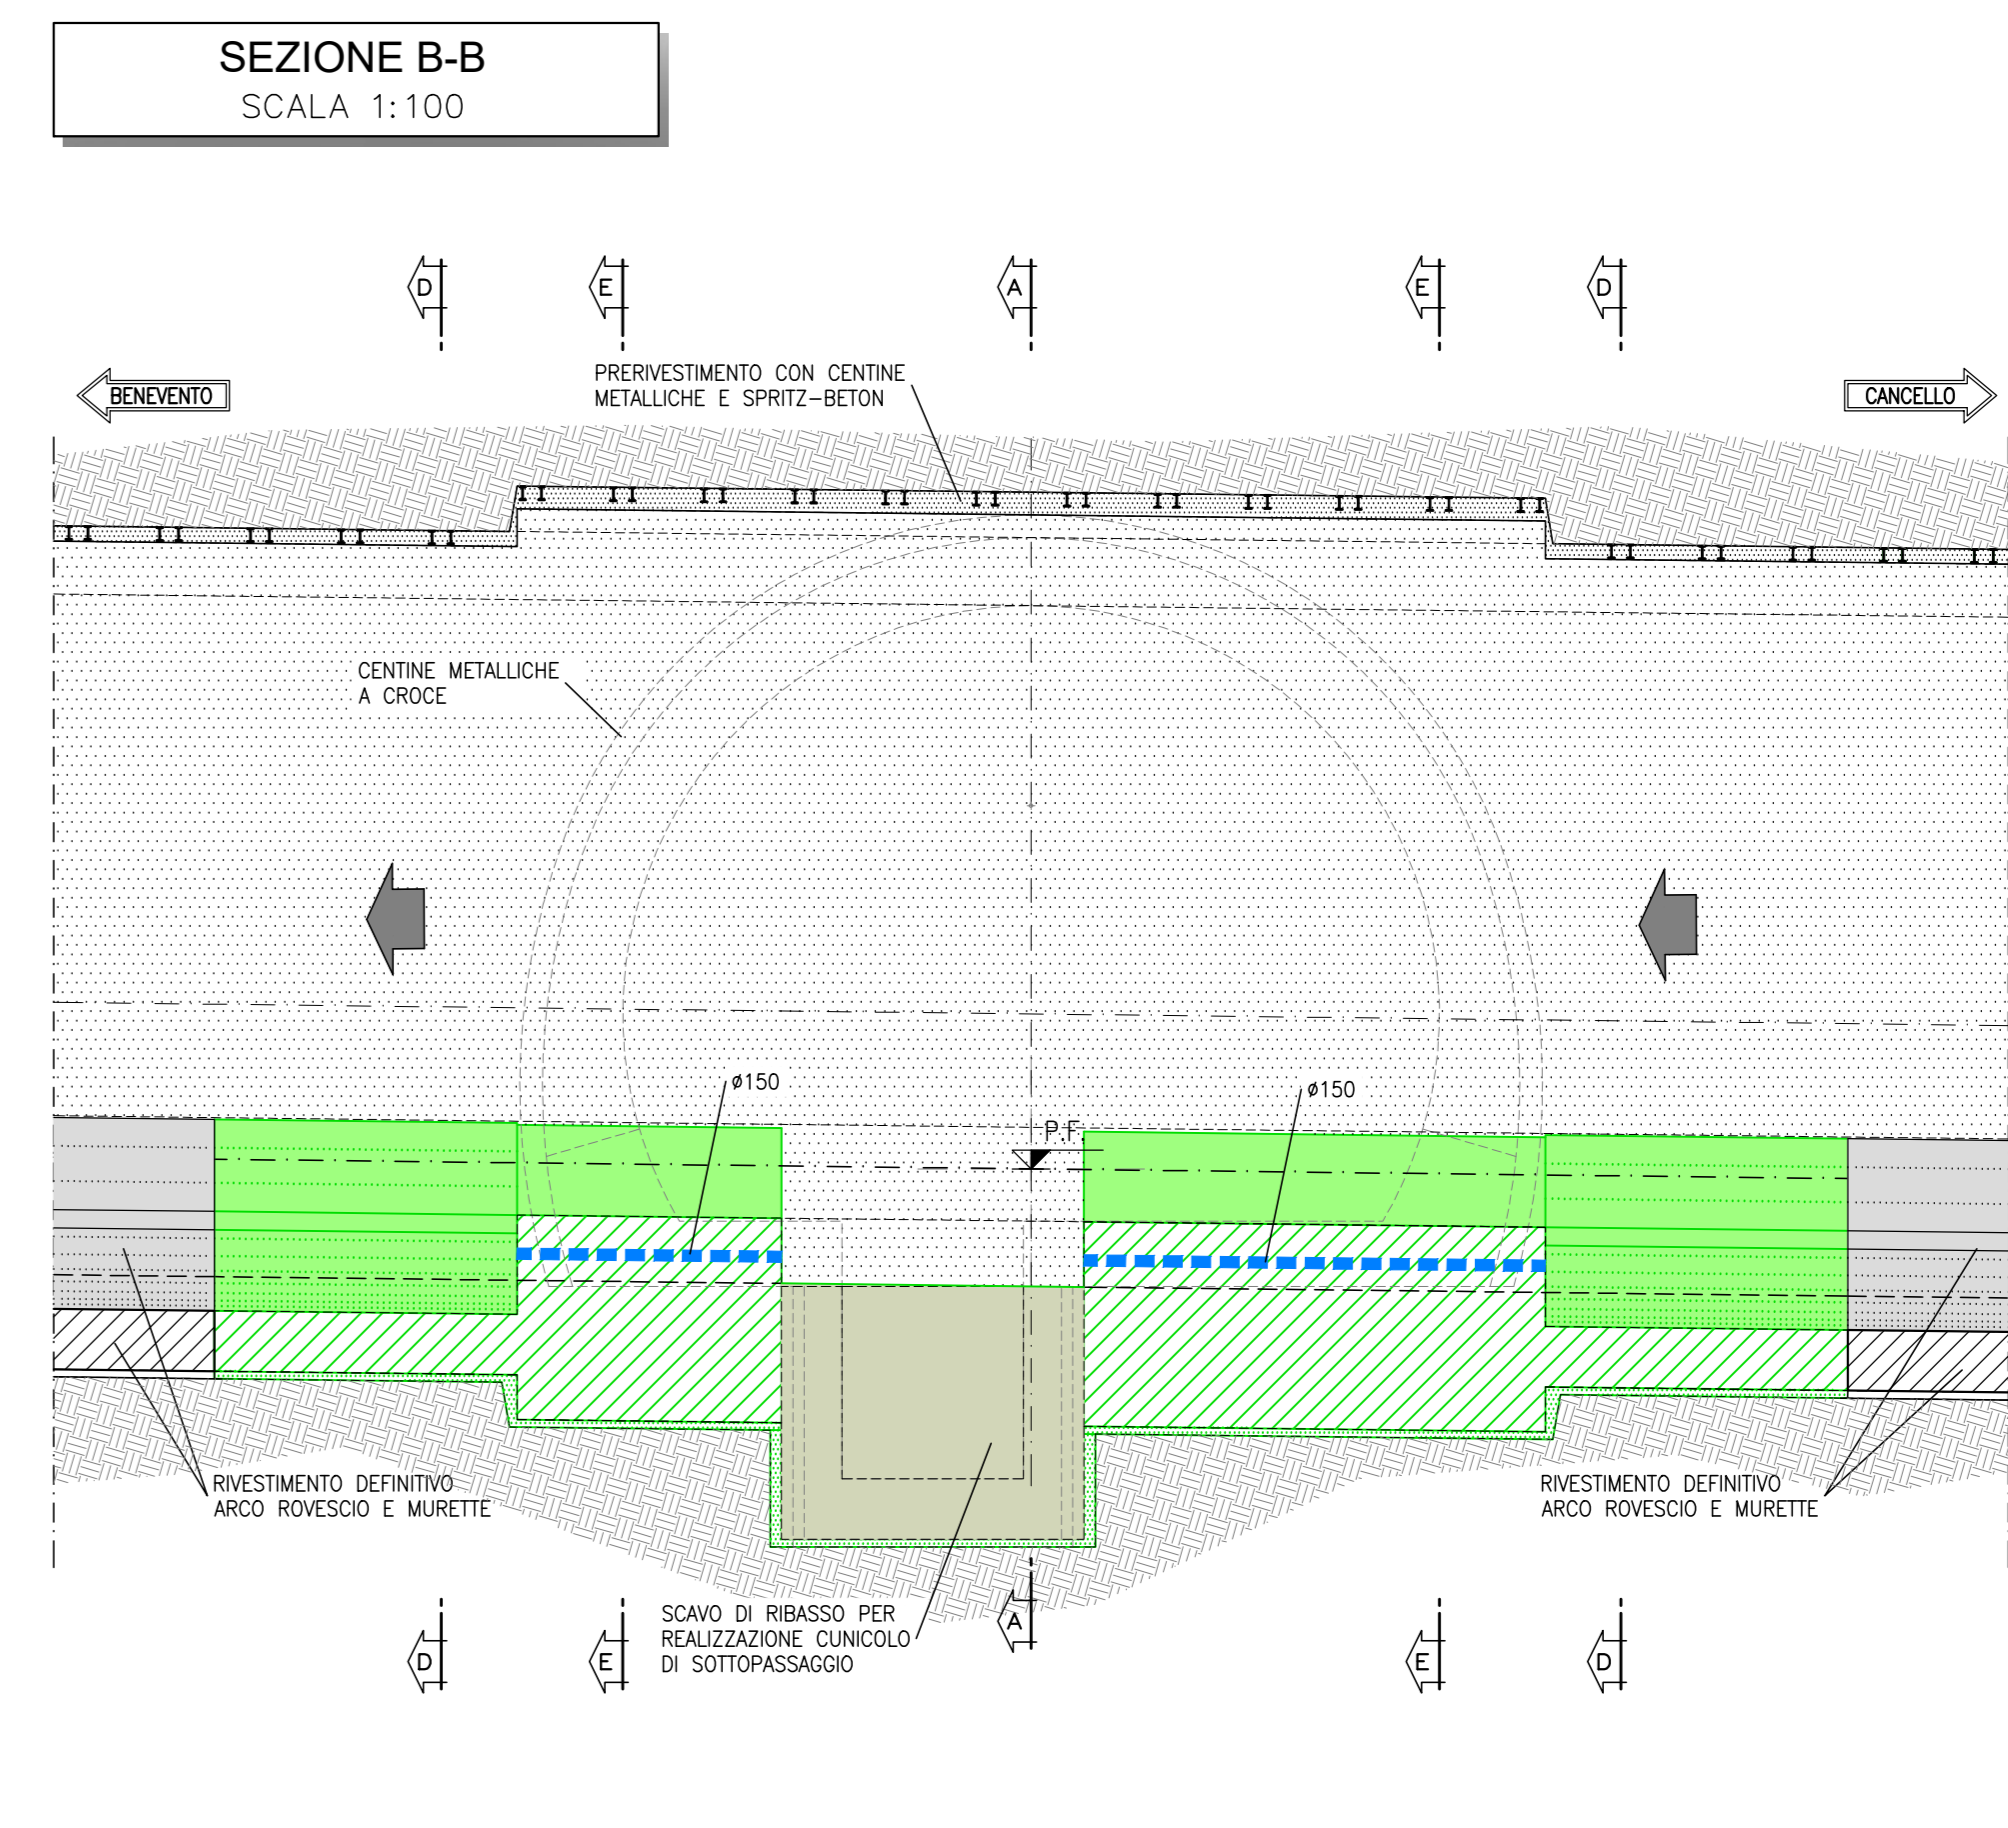 SEZIONE B-B
SCALA 1:100
D
E
A
E
D
BENEVENTO
PRERIVESTIMENTO CON CENTINE
METALLICHE E SPRITZ-BETON
CANCELLO
CENTINE METALLICHE
A CROCE
ø150
ø150
P.F.
RIVESTIMENTO DEFINITIVO
ARCO ROVESCIO E MURETTE
RIVESTIMENTO DEFINITIVO
ARCO ROVESCIO E MURETTE
SCAVO DI RIBASSO PER
REALIZZAZIONE CUNICOLO
DI SOTTOPASSAGGIO
D
E
A
E
D